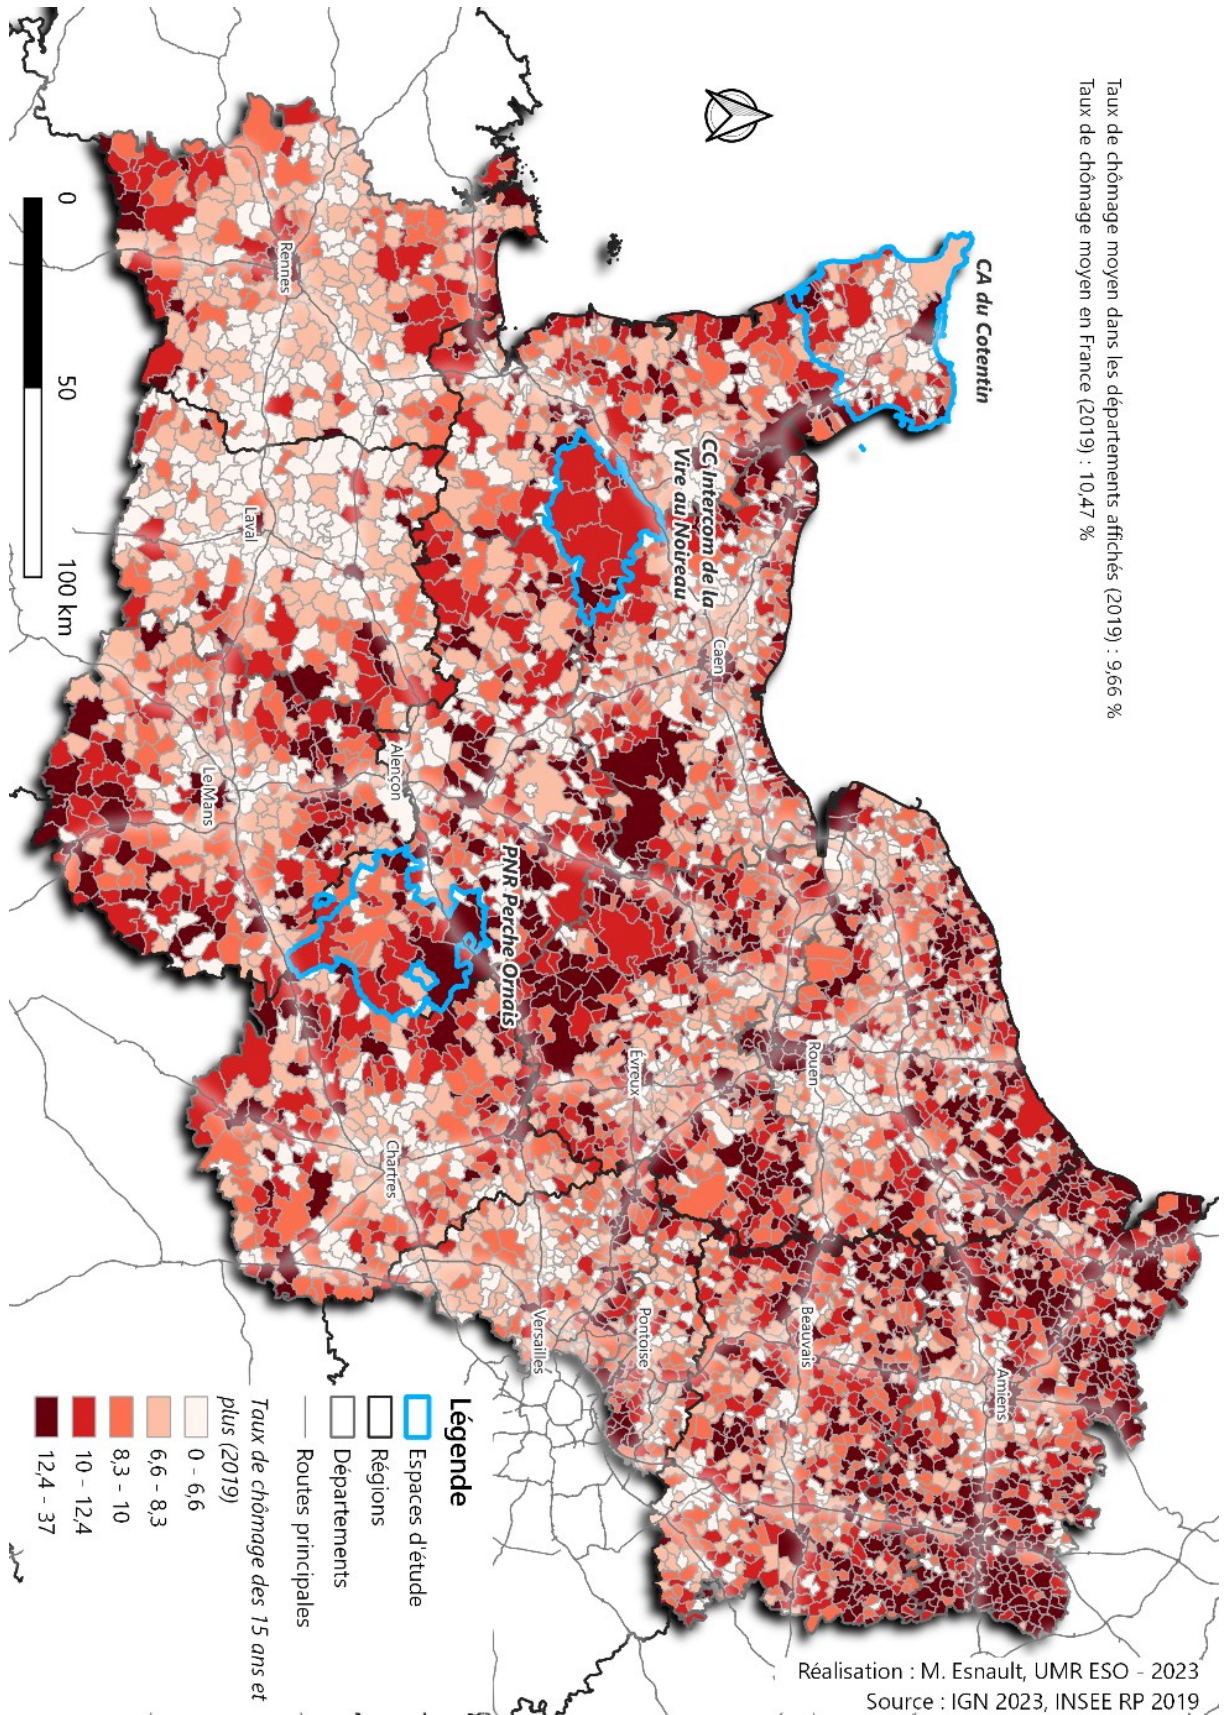 Taux de chômage moyen dans les départements affichés (2019) : 9,66 %
Taux de chômage moyen en France (2019) : 10,47 %
CA du Cotentin
CC Intercom de la
Vire au Noireau
PNR Perche Ornais
Caen
Rouen
Amiens
Beauvais
Évreux
Pontoise
Versailles
Chartres
Alençon
Le Mans
Laval
Rennes
0
50
100 km
Légende
Espaces d'étude
Régions
Départements
Routes principales
Taux de chômage des 15 ans et
plus (2019)
0 - 6,6
6,6 - 8,3
8,3 - 10
10 - 12,4
12,4 - 37
Réalisation : M. Esnault, UMR ESO - 2023
Source : IGN 2023, INSEE RP 2019